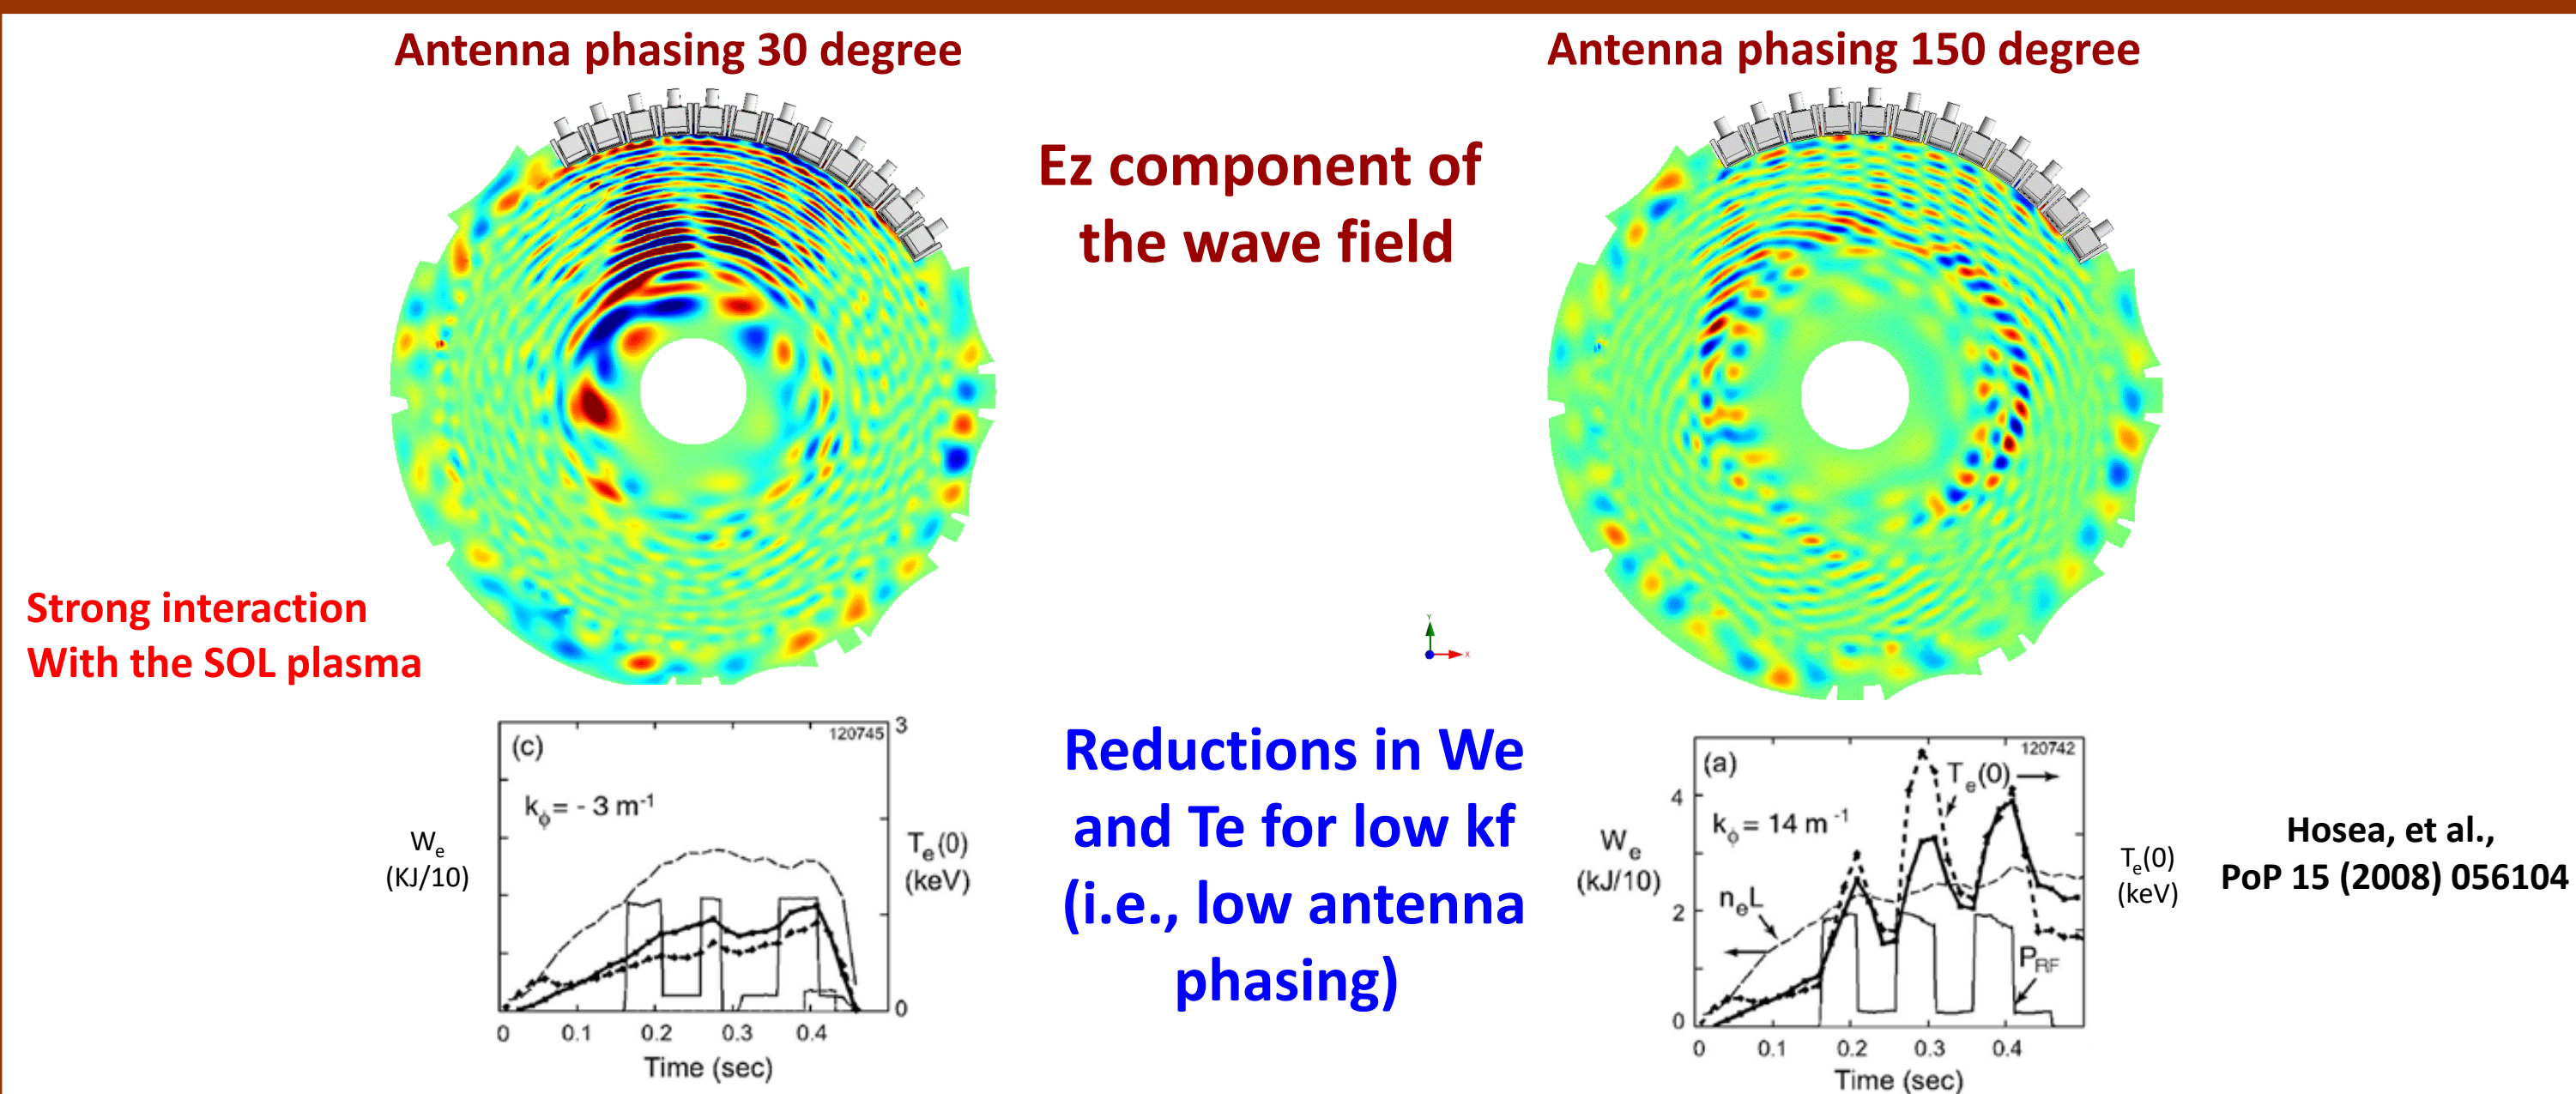 Antenna phasing 30 degree
Antenna phasing 150 degree
Ez component of
the wave field
Strong interaction
With the SOL plasma
Y
X
Reductions in We
and Te for low kf
(i.e., low antenna
phasing)
(c)
120745
kϕ = - 3 m-1
We
(KJ/10)
3
Te(0)
(keV)
0
0 0.1 0.2 0.3 0.4
Time (sec)
(a)
120742
Te(0)
kϕ = 14 m -1
neL
PRF
We
(kJ/10)
4
2
0
Te(0)
(keV)
0 0.1 0.2 0.3 0.4
Time (sec)
Hosea, et al.,
PoP 15 (2008) 056104